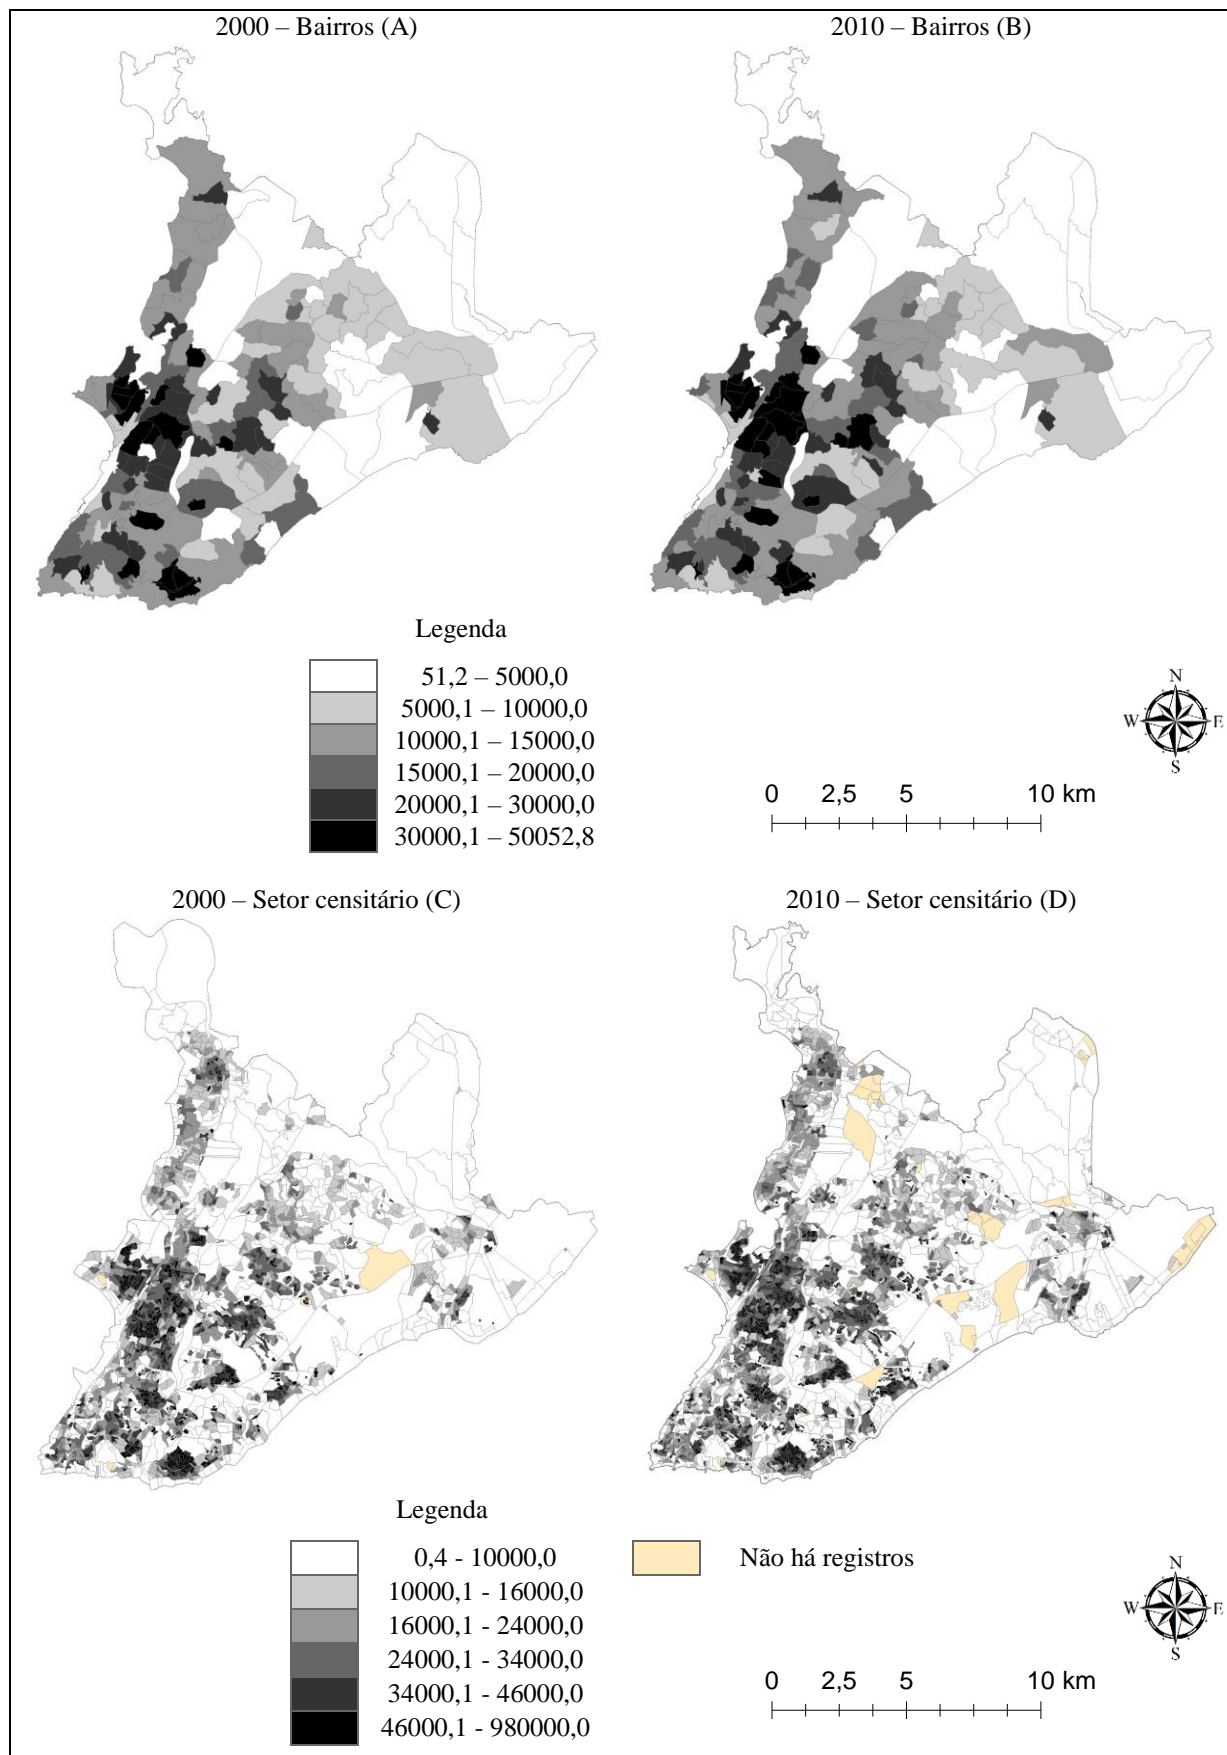 2000 – Bairros (A)
2010 – Bairros (B)
Legenda
51,2 – 5000,0
5000,1 – 10000,0
10000,1 – 15000,0
15000,1 – 20000,0
20000,1 – 30000,0
30000,1 – 50052,8
N
W E
S
0 2,5 5 10 km
2000 – Setor censitário (C)
2010 – Setor censitário (D)
Legenda
0,4 - 10000,0
10000,1 - 16000,0
16000,1 - 24000,0
24000,1 - 34000,0
34000,1 - 46000,0
46000,1 - 980000,0
Não há registros
N
W E
S
0 2,5 5 10 km